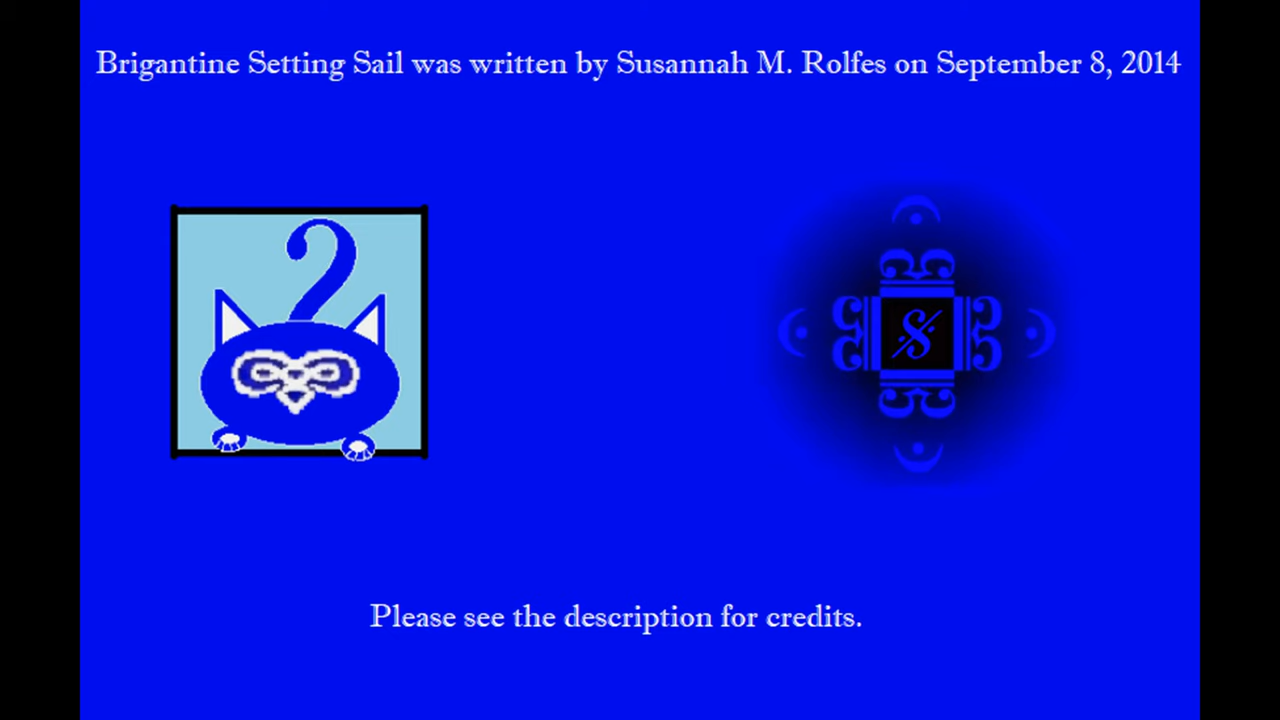 Brigantine Setting Sail was written by Susannah M. Rolfes on September 8, 2014
Please see the description for credits.